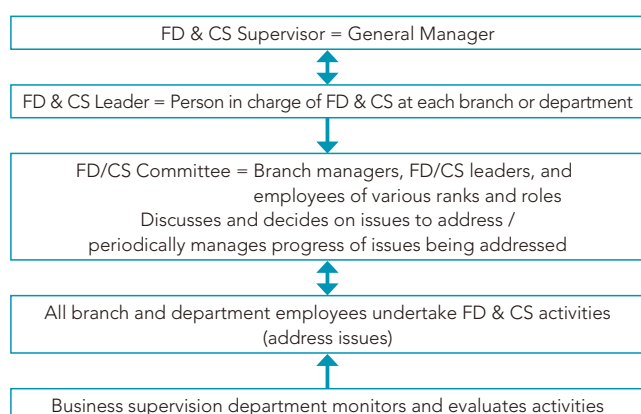 FD & CS Supervisor = General Manager
FD & CS Leader = Person in charge of FD & CS at each branch or department
FD/CS Committee = Branch managers, FD/CS leaders, and
employees of various ranks and roles
Discusses and decides on issues to address /
periodically manages progress of issues being addressed
All branch and department employees undertake FD & CS activities
(address issues)
Business supervision department monitors and evaluates activities